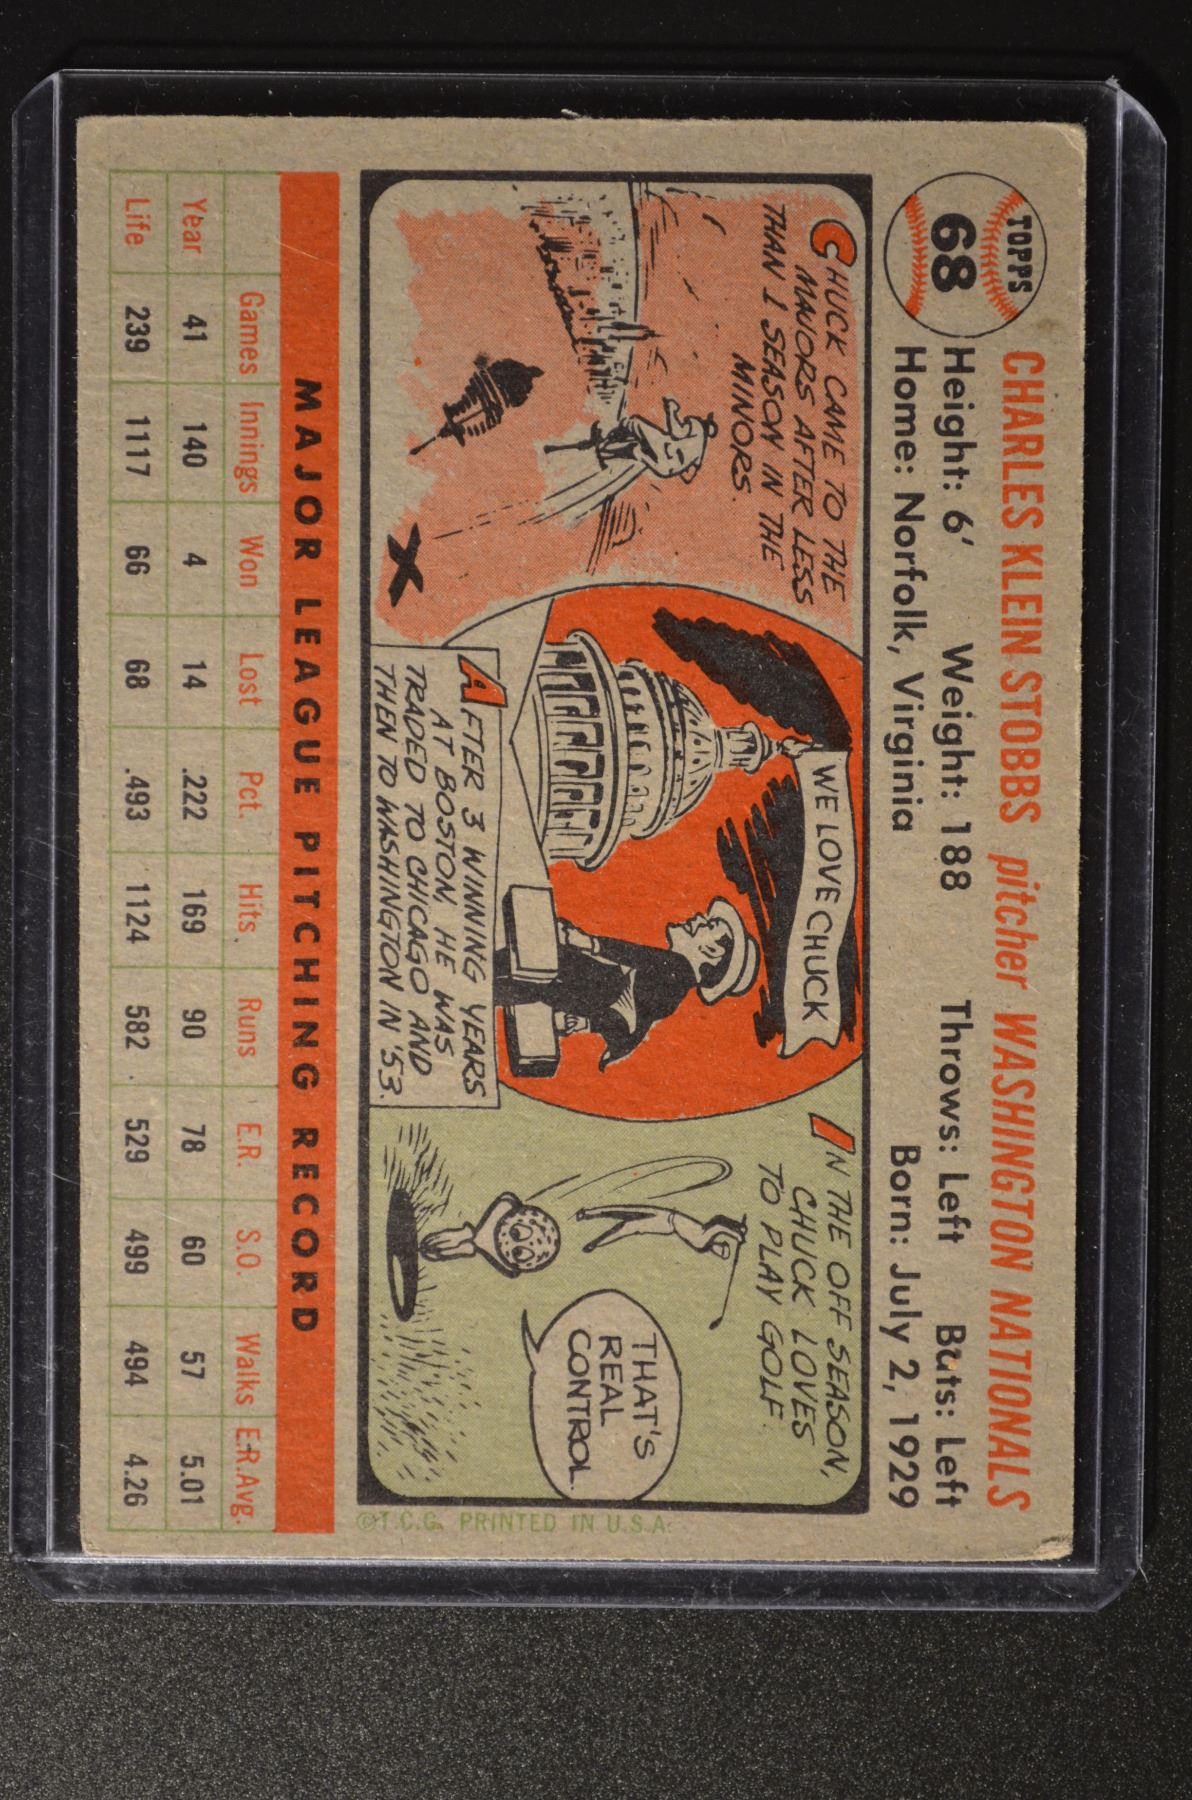 TOPPS
68
CHARLES KLEIN STOBBS pitcher WASHINGTON NATIONALS
Height: 6' Weight: 188 Throws: Left Bats: Left
Home: Norfolk, Virginia Born: July 2, 1929
CHUCK CAME TO THE
MAJORS AFTER LESS
THAN 1 SEASON IN THE
MINORS.
WE LOVE CHUCK
AFTER 3 WINNING YEARS
AT BOSTON, HE WAS
TRADED TO CHICAGO AND
THEN TO WASHINGTON IN '53.
IN THE OFF SEASON,
CHUCK LOVES
TO PLAY GOLF.
THAT'S
REAL
CONTROL.
©T.C.G. PRINTED IN U.S.A.
MAJOR LEAGUE PITCHING RECORD
Games Innings Won Lost Pct. Hits Runs E.R. S.O. Walks E.R.Avg.
Year 41 140 4 14 .222 169 90 78 60 57 5.01
Life 239 1117 66 68 .493 1124 582 529 499 494 4.26